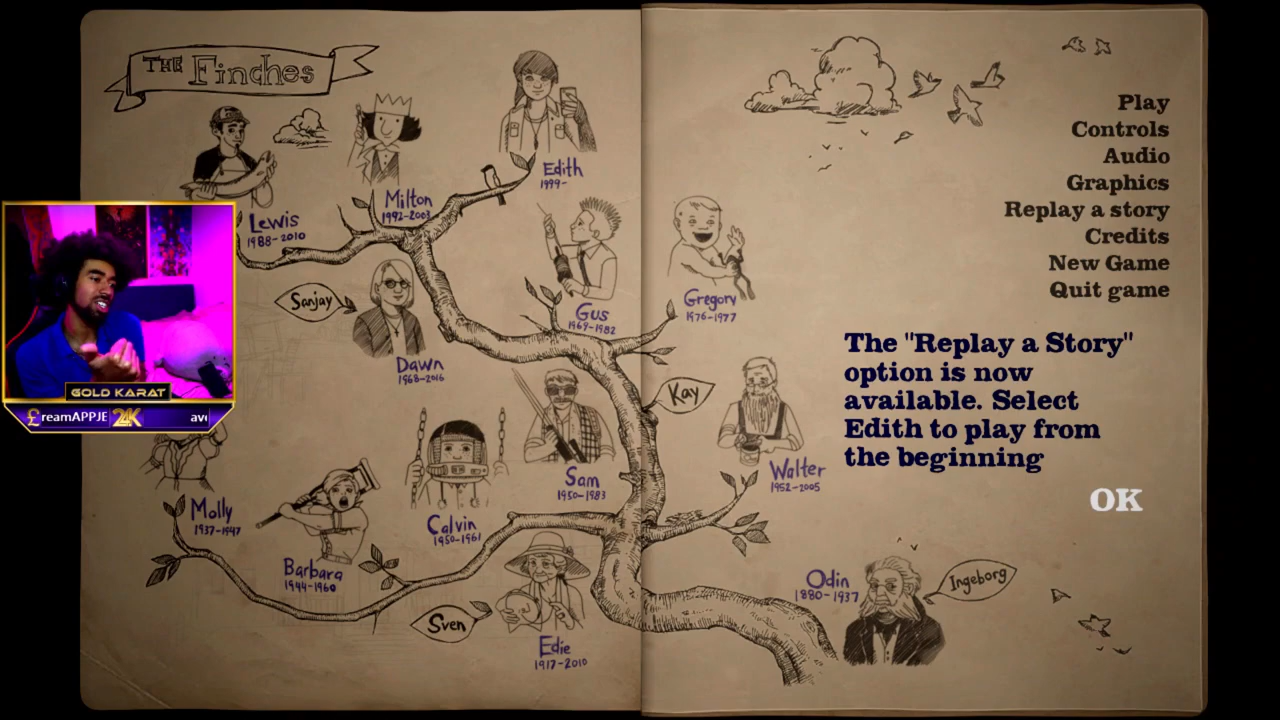 THE Finches
Edith
1999-
Milton
1992-2003
Lewis
1988-2010
Sanjay
Dawn
1968-2016
Gus
1969-1982
Gregory
1976-1977
Kay
Sam
1950-1983
Walter
1952-2005
Calvin
1950-1961
Molly
1937-1947
Barbara
1944-1960
Sven
Edie
1917-2010
Odin
1880-1937
Ingeborg
Play
Controls
Audio
Graphics
Replay a story
Credits
New Game
Quit game
The "Replay a Story"
option is now
available. Select
Edith to play from
the beginning
OK
GOLD KARAT
£reamAPPJE 24K